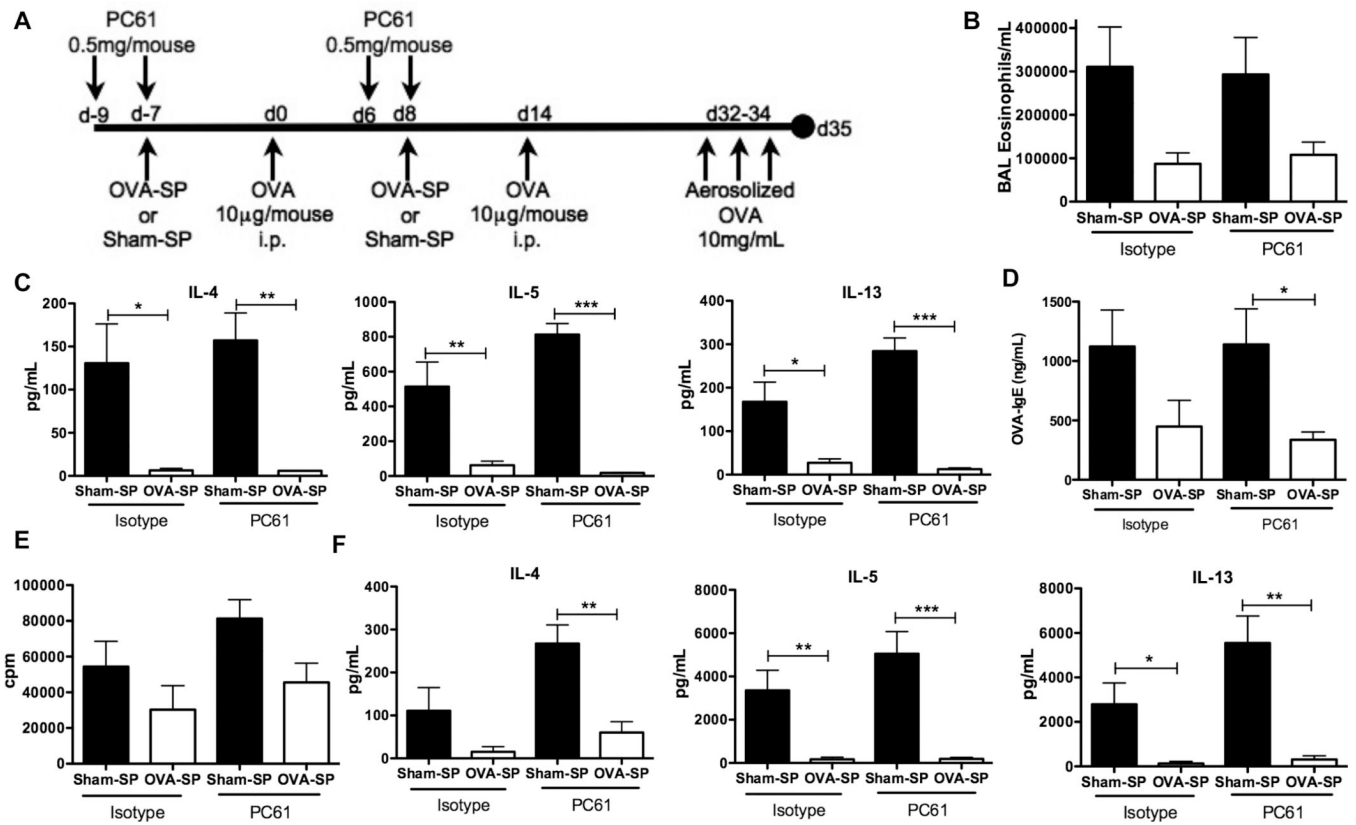 A
PC61
0.5mg/mouse
PC61
0.5mg/mouse
d-9
d-7
d0
d6
d8
d14
d32-34
d35
OVA-SP
or
Sham-SP
OVA
10μg/mouse
i.p.
OVA-SP
or
Sham-SP
OVA
10μg/mouse
i.p.
Aerosolized
OVA
10mg/mL
B
BAL Eosinophils/mL
400000
300000
200000
100000
0
Sham-SP OVA-SP Sham-SP OVA-SP
Isotype PC61
C
IL-4
pg/mL
200
150
100
50
0
* **
Sham-SP OVA-SP Sham-SP OVA-SP
Isotype PC61
IL-5
pg/mL
1000
800
600
400
200
0
** ***
Sham-SP OVA-SP Sham-SP OVA-SP
Isotype PC61
IL-13
pg/mL
400
300
200
100
0
* ***
Sham-SP OVA-SP Sham-SP OVA-SP
Isotype PC61
D
OVA-IgE (ng/mL)
1500
1000
500
0
*
Sham-SP OVA-SP Sham-SP OVA-SP
Isotype PC61
E
cpm
100000
80000
60000
40000
20000
0
Sham-SP OVA-SP Sham-SP OVA-SP
Isotype PC61
F
IL-4
pg/mL
400
300
200
100
0
**
Sham-SP OVA-SP Sham-SP OVA-SP
Isotype PC61
IL-5
pg/mL
8000
6000
4000
2000
0
** ***
Sham-SP OVA-SP Sham-SP OVA-SP
Isotype PC61
IL-13
pg/mL
8000
6000
4000
2000
0
* **
Sham-SP OVA-SP Sham-SP OVA-SP
Isotype PC61